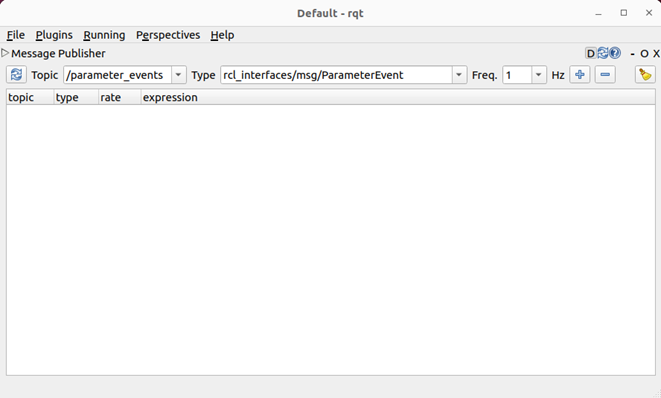 Default - rqt
File Plugins Running Perspectives Help
Message Publisher D - O X
Topic /parameter_events Type rcl_interfaces/msg/ParameterEvent Freq. 1 Hz
topic type rate expression